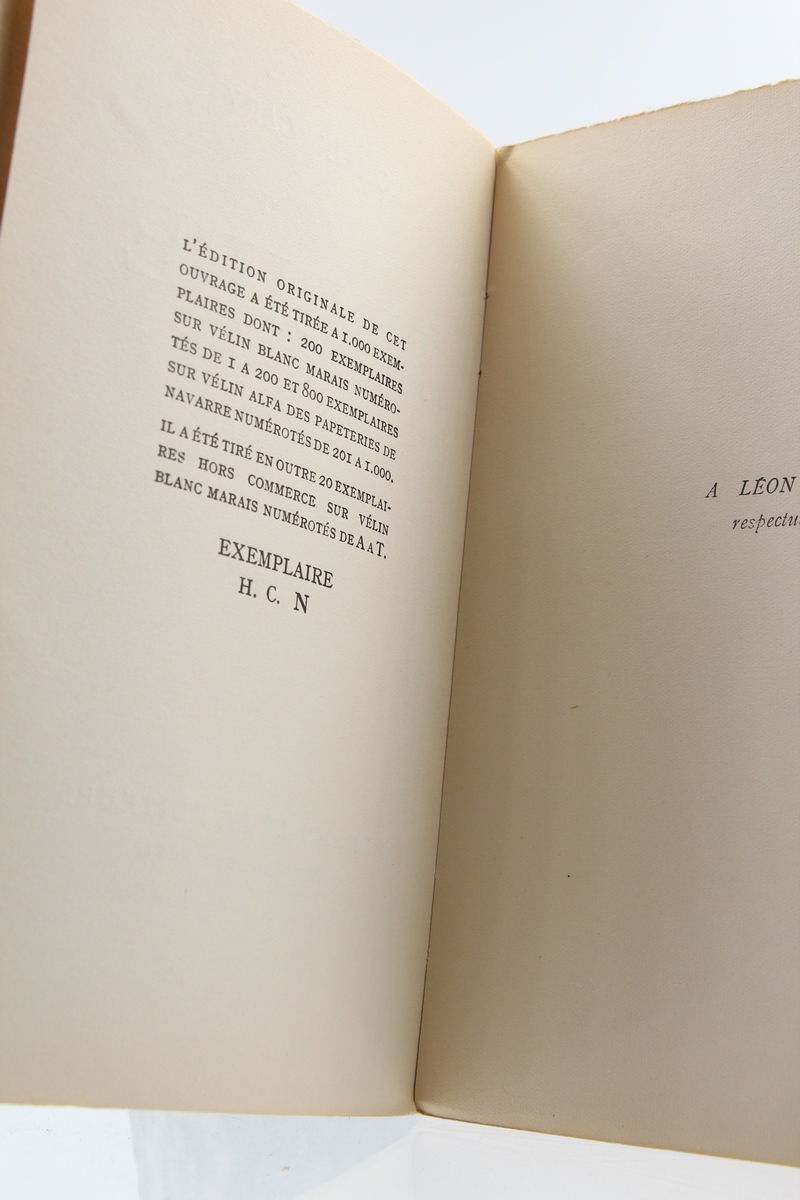 L'ÉDITION ORIGINALE DE CET
OUVRAGE A ÉTÉ TIRÉE A 1.000 EXEM-
PLAIRES DONT : 200 EXEMPLAIRES
SUR VÉLIN BLANC MARAIS NUMÉRO-
TÉS DE 1 A 200 ET 800 EXEMPLAIRES
SUR VÉLIN ALFA DES PAPETERIES DE
NAVARRE NUMÉROTÉS DE 201 A 1.000.
IL A ÉTÉ TIRÉ EN OUTRE 20 EXEMPLAI-
RES HORS COMMERCE SUR VÉLIN
BLANC MARAIS NUMÉROTÉS DE A A T.
EXEMPLAIRE
H. C. N
A LÉON